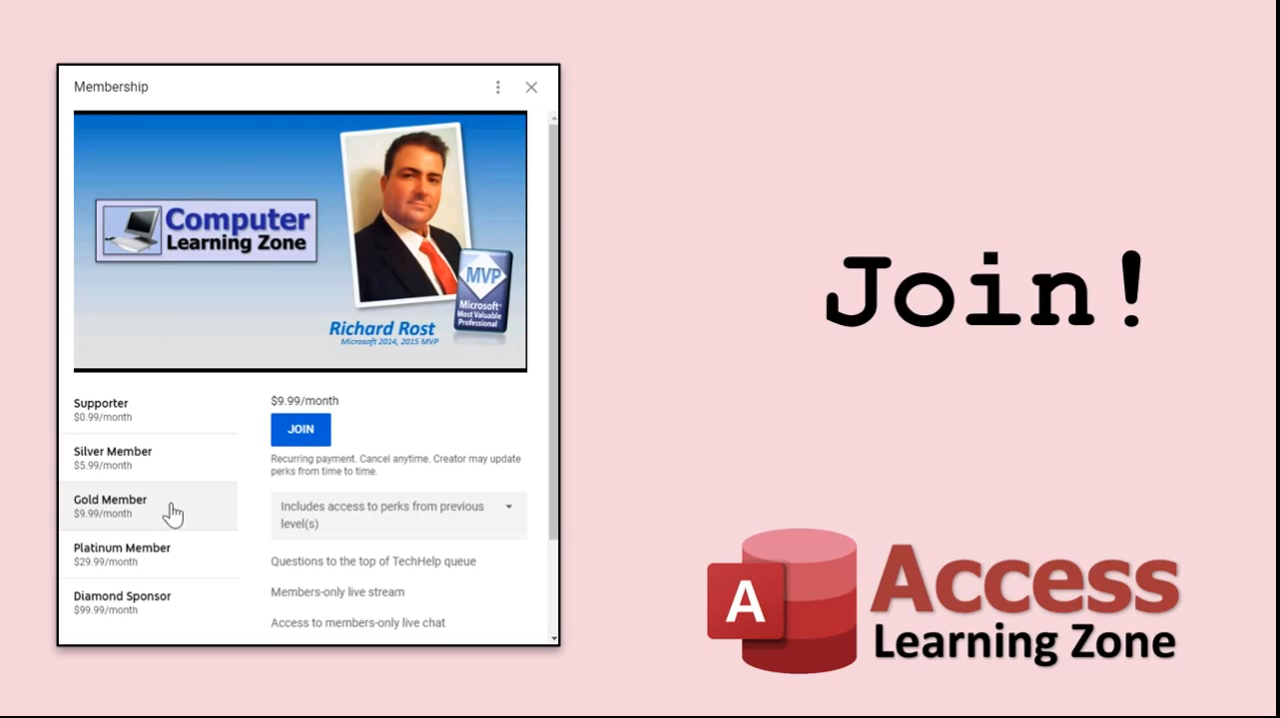 Membership
Computer
Learning Zone
MVP
Microsoft®
Most Valuable
Professional
Richard Rost
Microsoft 2014, 2015 MVP
Supporter
$0.99/month
Silver Member
$5.99/month
Gold Member
$9.99/month
Platinum Member
$29.99/month
Diamond Sponsor
$99.99/month
$9.99/month
JOIN
Recurring payment. Cancel anytime. Creator may update
perks from time to time.
Includes access to perks from previous
level(s)
Questions to the top of TechHelp queue
Members-only live stream
Access to members-only live chat
Join!
A
Access
Learning Zone